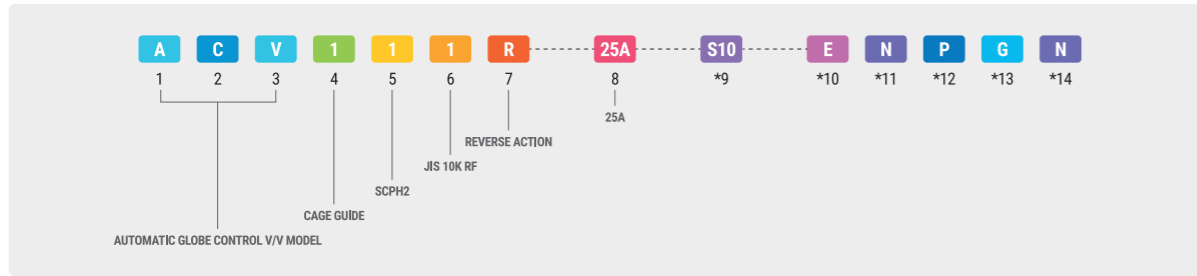 A C V 1 1 1 R 25A S10 E N P G N
1 2 3 4 5 6 7 8 *9 *10 *11 *12 *13 *14
25A
REVERSE ACTION
JIS 10K RF
SCPH2
CAGE GUIDE
AUTOMATIC GLOBE CONTROL V/V MODEL